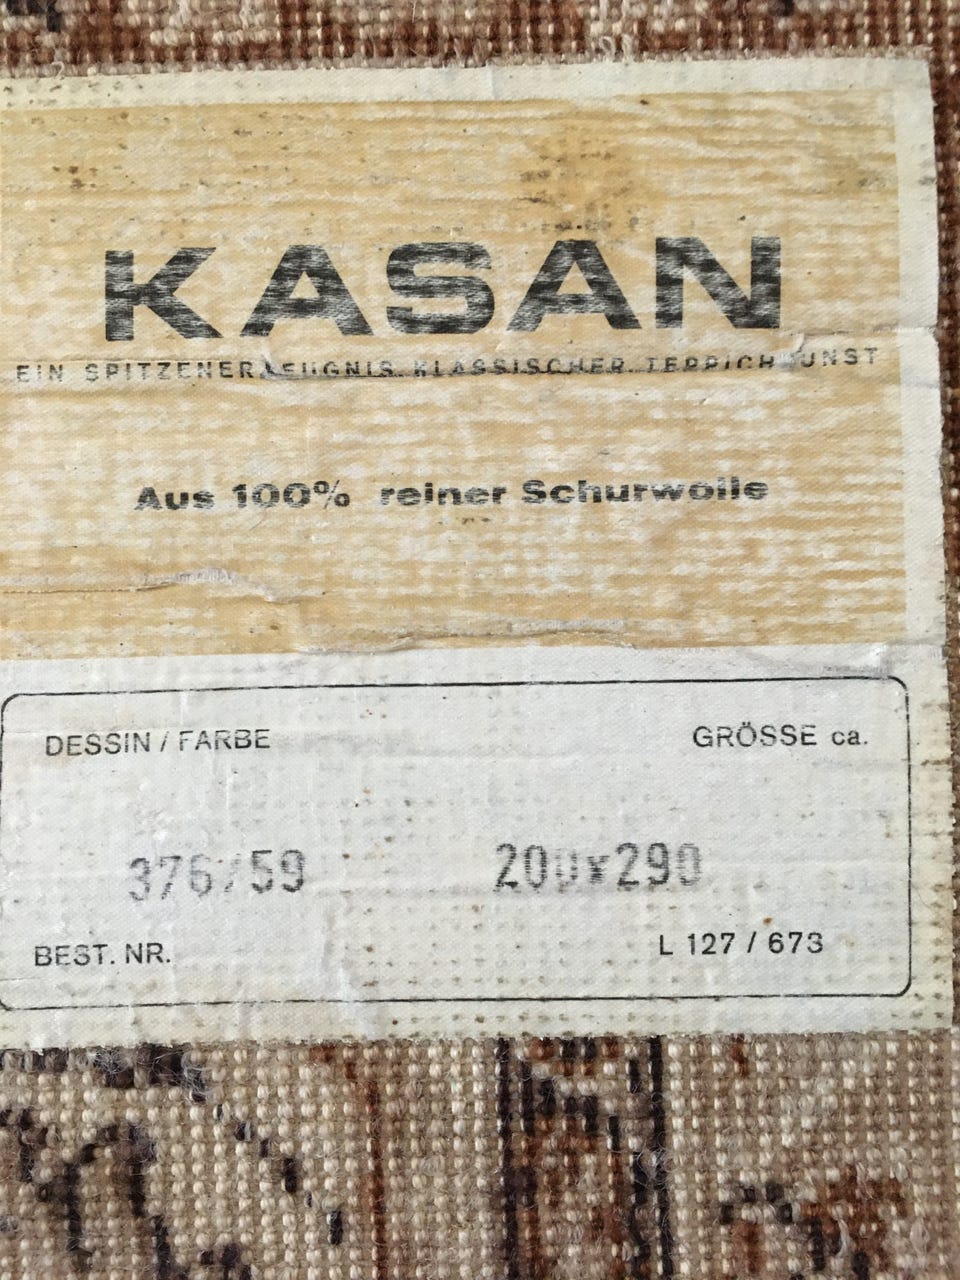 KASAN
EIN SPITZENERZEUGNIS KLASSISCHER TEPPICHKUNST
Aus 100% reiner Schurwolle
DESSIN / FARBE GRÖSSE ca.
376/59 200x290
BEST. NR. L 127 / 673